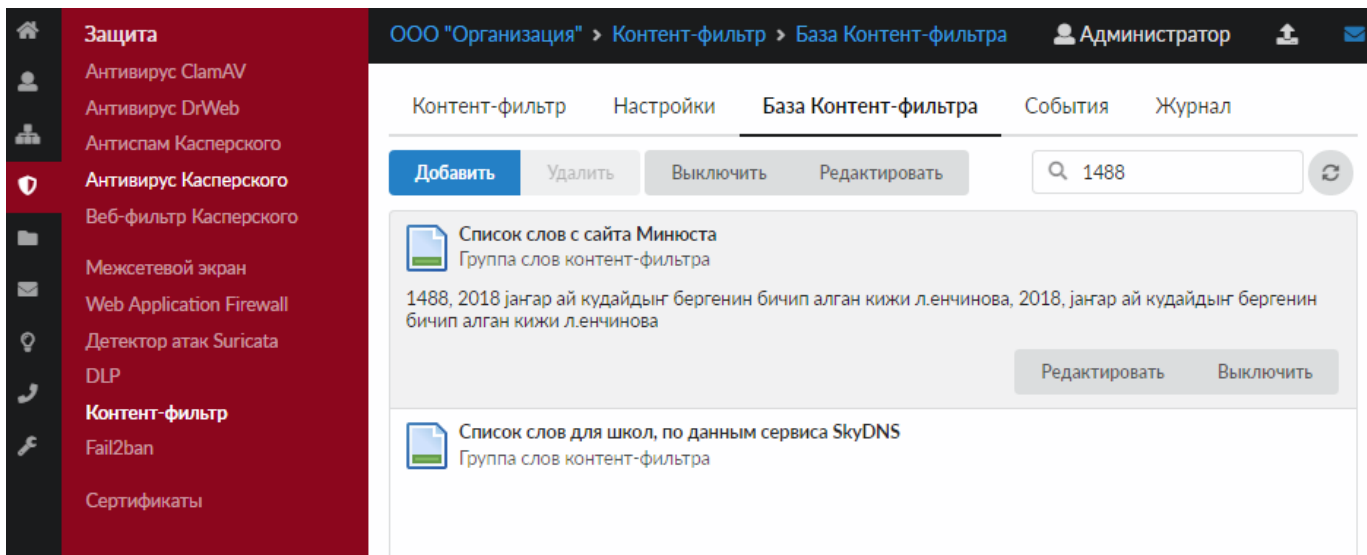 Защита
Антивирус ClamAV
Антивирус DrWeb
Антиспам Касперского
Антивирус Касперского
Веб-фильтр Касперского
Межсетевой экран
Web Application Firewall
Детектор атак Suricata
DLP
Контент-фильтр
Fail2ban
Сертификаты
ООО "Организация" > Контент-фильтр > База Контент-фильтра
Администратор
Контент-фильтр Настройки База Контент-фильтра События Журнал
Добавить Удалить Выключить Редактировать 1488
Список слов с сайта Минюста
Группа слов контент-фильтра
1488, 2018 јаҥар ай кудайдыҥ бергенин бичип алган кижи л.енчинова, 2018, јаҥар ай кудайдыҥ бергенин
бичип алган кижи л.енчинова
Редактировать Выключить
Список слов для школ, по данным сервиса SkyDNS
Группа слов контент-фильтра